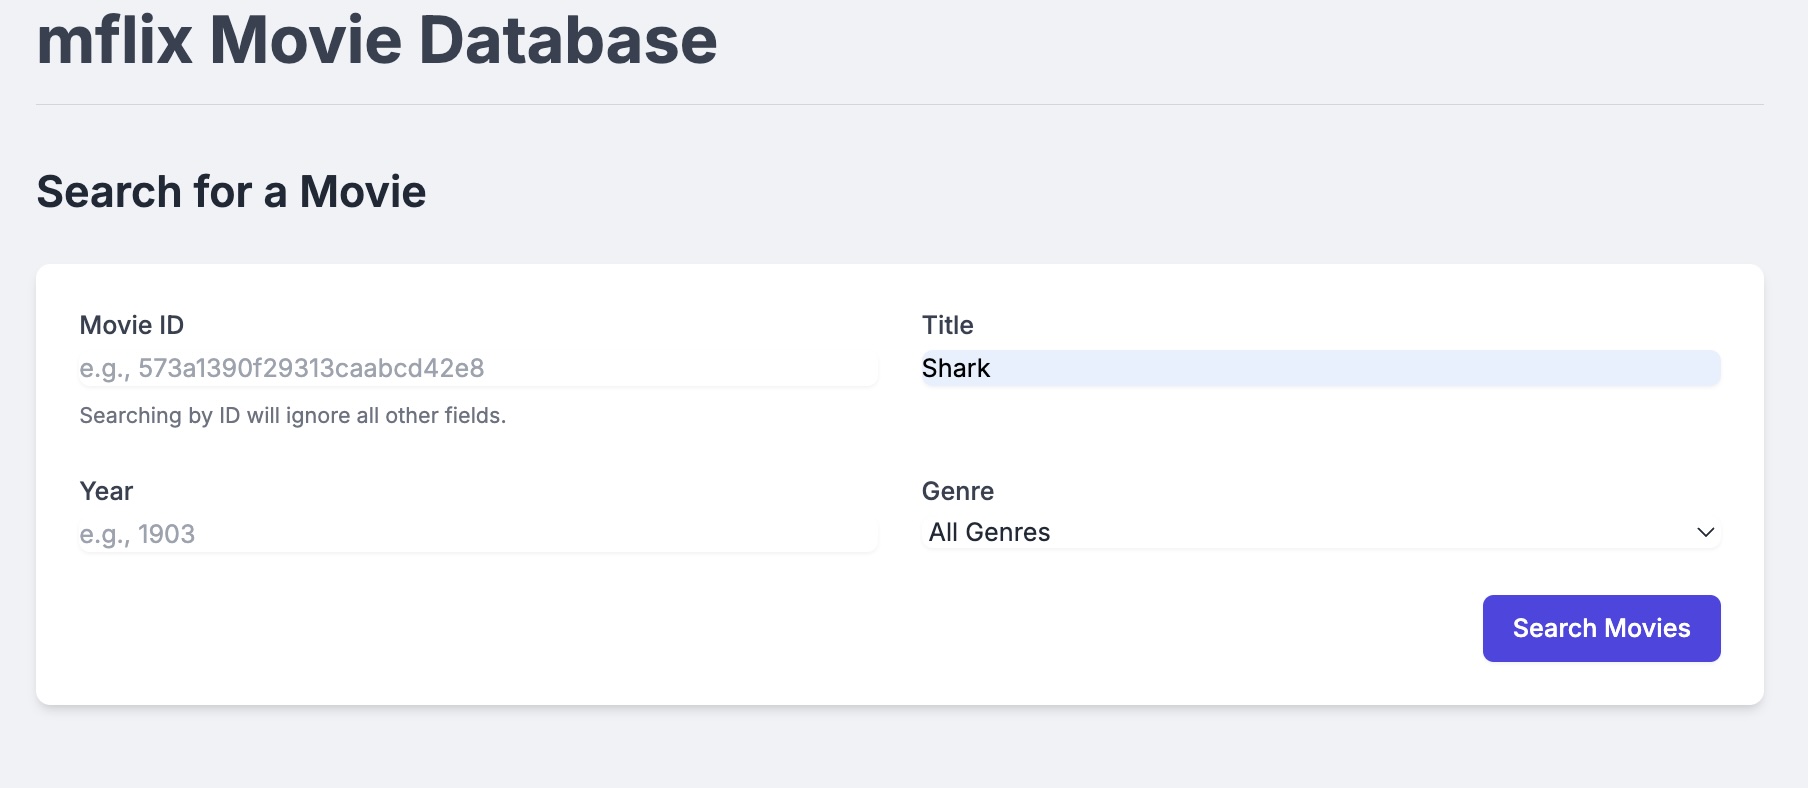 mflix Movie Database
Search for a Movie
Movie ID
e.g., 573a1390f29313caabcd42e8
Searching by ID will ignore all other fields.
Title
Shark
Year
e.g., 1903
Genre
All Genres
Search Movies